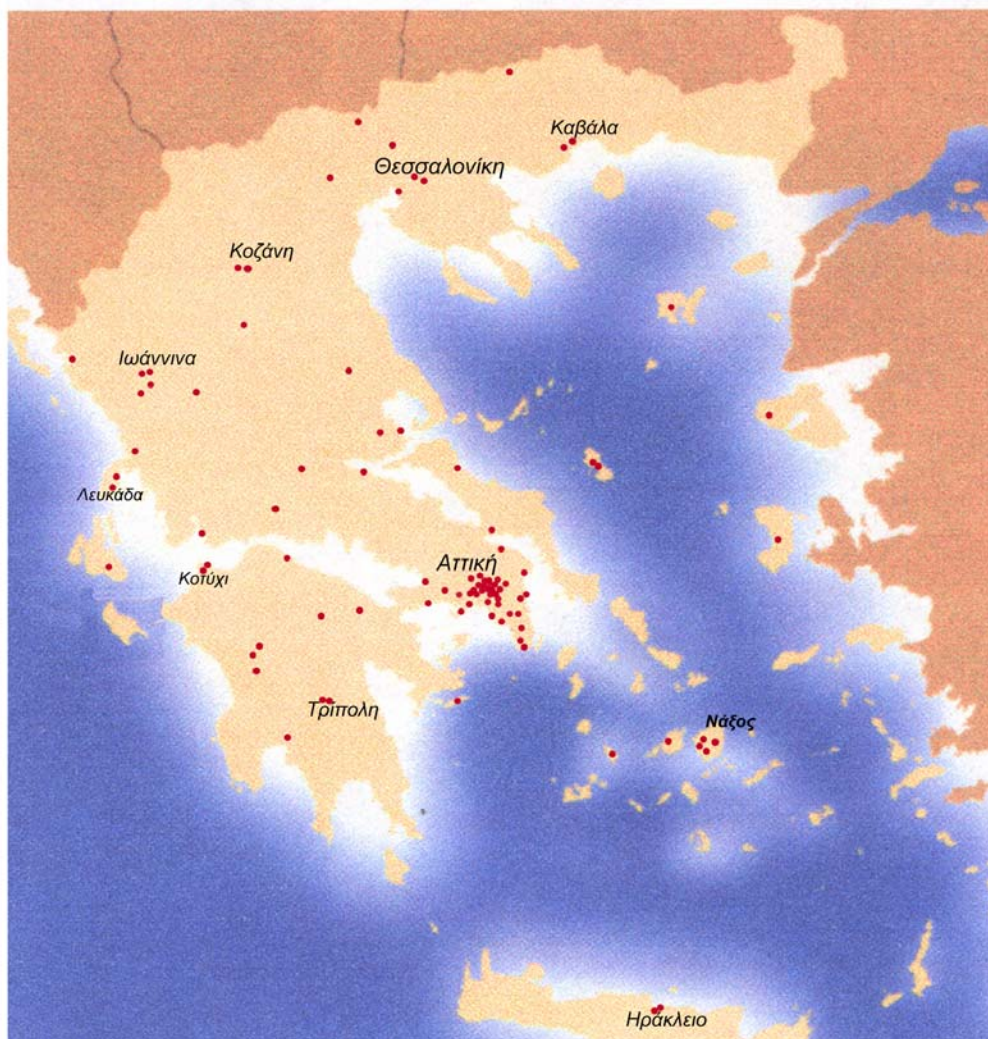 Καβάλα
Θεσσαλονίκη
Κοζάνη
Ιωάννινα
Λευκάδα
Αττική
Κοτύχι
Τρίπολη
Νάξος
Ηράκλειο